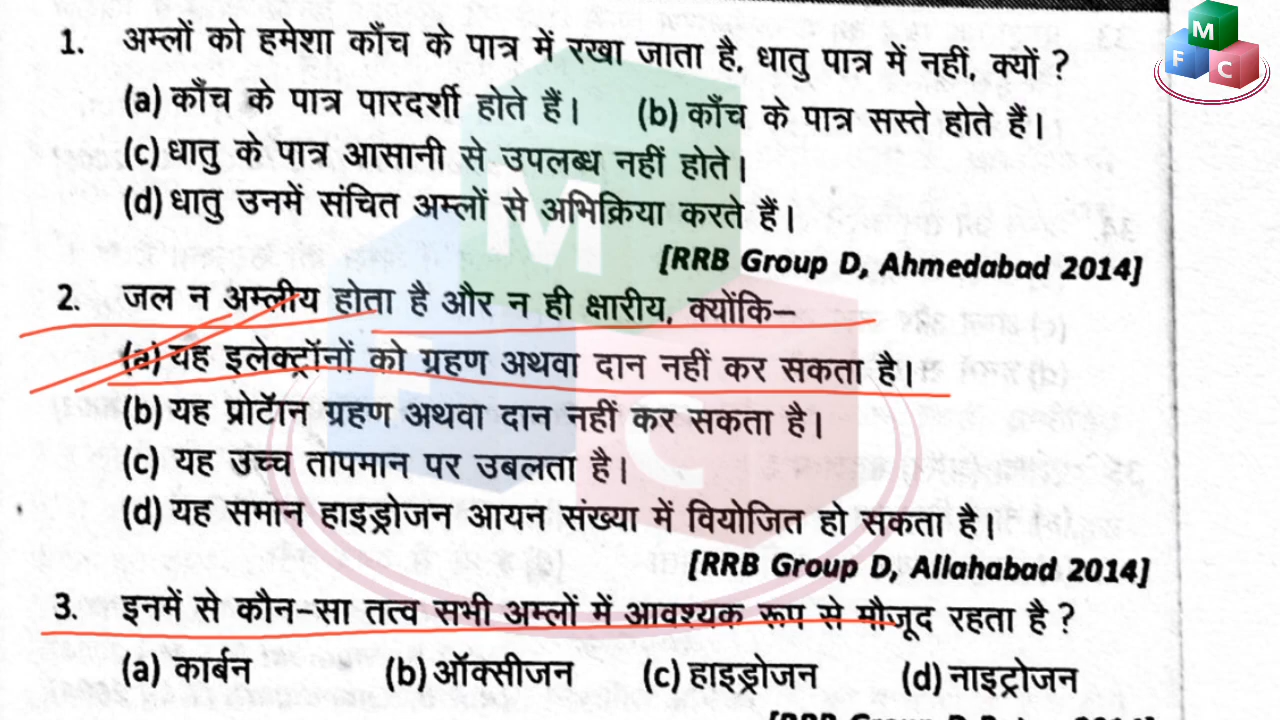 1. अम्लों को हमेशा काँच के पात्र में रखा जाता है, धातु पात्र में नहीं, क्यों ?
(a) काँच के पात्र पारदर्शी होते हैं। (b) काँच के पात्र सस्ते होते हैं।
(c) धातु के पात्र आसानी से उपलब्ध नहीं होते।
(d) धातु उनमें संचित अम्लों से अभिक्रिया करते हैं।
[RRB Group D, Ahmedabad 2014]
2. जल न अम्लीय होता है और न ही क्षारीय, क्योंकि–
(a) यह इलेक्ट्रॉनों को ग्रहण अथवा दान नहीं कर सकता है।
(b) यह प्रोटॅान ग्रहण अथवा दान नहीं कर सकता है।
(c) यह उच्च तापमान पर उबलता है।
(d) यह समान हाइड्रोजन आयन संख्या में वियोजित हो सकता है।
[RRB Group D, Allahabad 2014]
3. इनमें से कौन–सा तत्व सभी अम्लों में आवश्यक रूप से मौजूद रहता है ?
(a) कार्बन (b) ऑक्सीजन (c) हाइड्रोजन (d) नाइट्रोजन
M
F C
M
F C